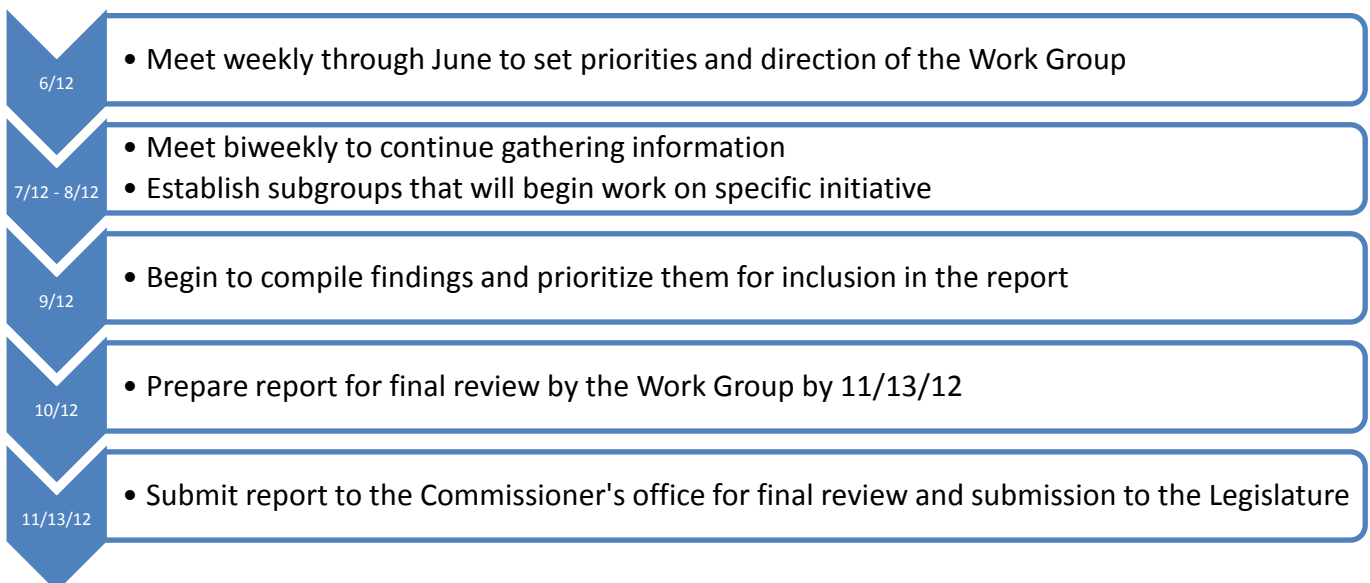 6/12
• Meet weekly through June to set priorities and direction of the Work Group
7/12 - 8/12
• Meet biweekly to continue gathering information
• Establish subgroups that will begin work on specific initiative
9/12
• Begin to compile findings and prioritize them for inclusion in the report
10/12
• Prepare report for final review by the Work Group by 11/13/12
11/13/12
• Submit report to the Commissioner's office for final review and submission to the Legislature